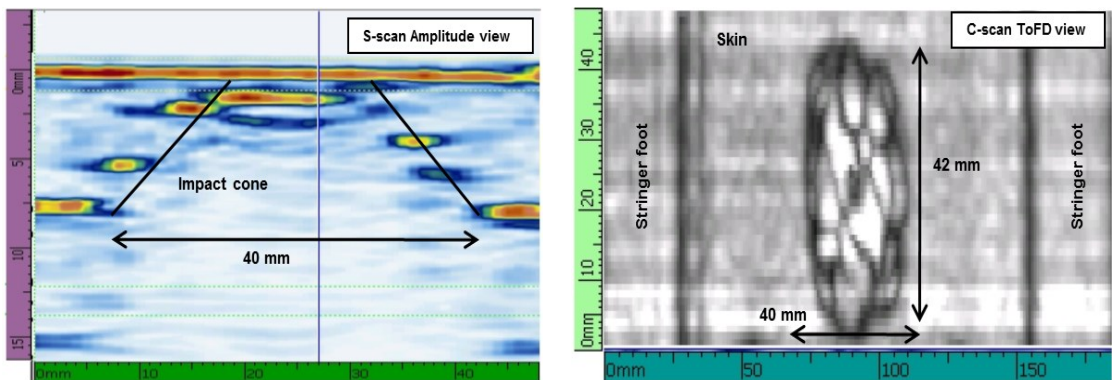 S-scan Amplitude view
0mm
5
10
15
Impact cone
40 mm
0mm
10
20
30
40
C-scan ToFD view
Skin
40
30
20
10
0mm
Stringer foot
42 mm
Stringer foot
40 mm
0mm
50
100
150